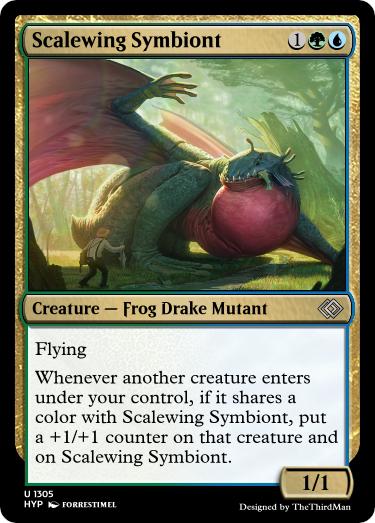 Scalewing Symbiont 1
Creature — Frog Drake Mutant
Flying
Whenever another creature enters
under your control, if it shares a
color with Scalewing Symbiont, put
a +1/+1 counter on that creature and
on Scalewing Symbiont.
1/1
U 1305
HYP FORRESTIMEL
Designed by TheThirdMan